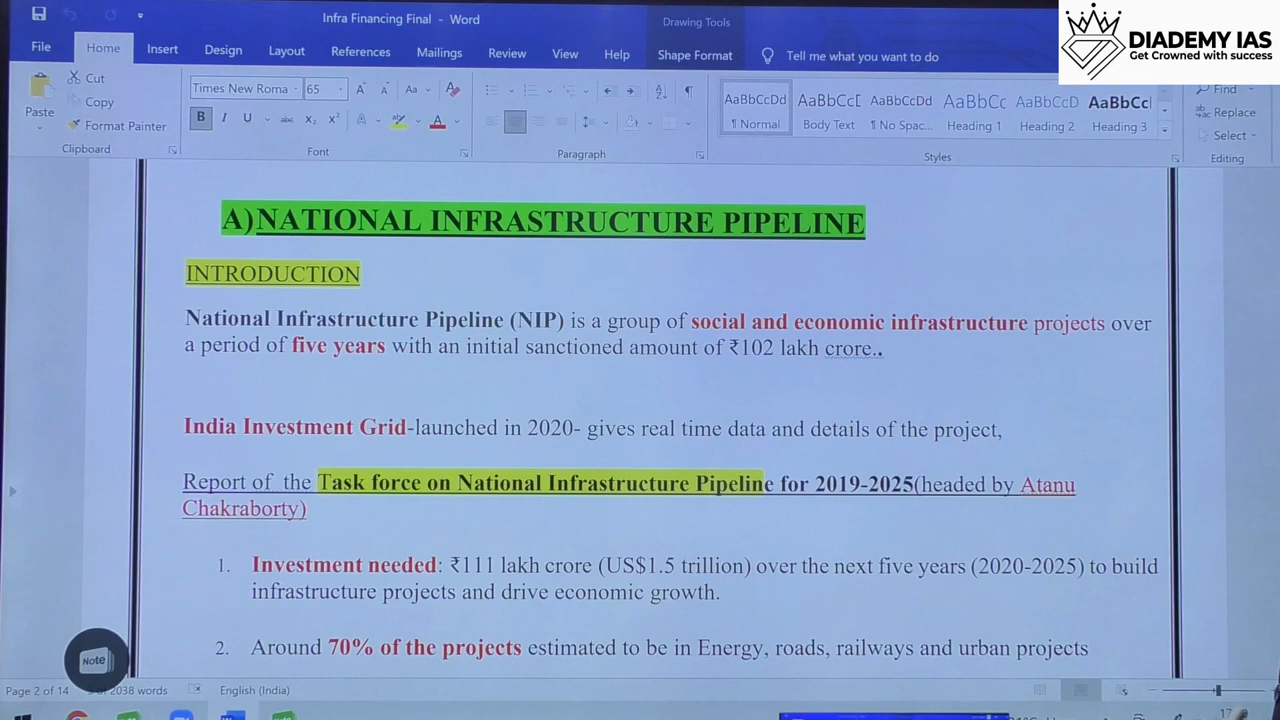 Infra Financing Final - Word
Drawing Tools
DIADEMY IAS
Get Crowned with success
File Home Insert Design Layout References Mailings Review View Help Shape Format Tell me what you want to do
Paste
Cut
Copy
Format Painter
Times New Roma 65
B I U abc X₂ X² A A
AaBbCcDd AaBbCcD AaBbCcDd AaBbCc AaBbCcD AaBbCc
¶ Normal Body Text ¶ No Spac... Heading 1 Heading 2 Heading 3
Find
Replace
Select
Clipboard Font Paragraph Styles Editing
A)NATIONAL INFRASTRUCTURE PIPELINE
INTRODUCTION
National Infrastructure Pipeline (NIP) is a group of social and economic infrastructure projects over
a period of five years with an initial sanctioned amount of ₹102 lakh crore..
India Investment Grid-launched in 2020- gives real time data and details of the project,
Report of the Task force on National Infrastructure Pipeline for 2019-2025(headed by Atanu
Chakraborty)
1. Investment needed: ₹111 lakh crore (US$1.5 trillion) over the next five years (2020-2025) to build
infrastructure projects and drive economic growth.
2. Around 70% of the projects estimated to be in Energy, roads, railways and urban projects
Note
Page 2 of 14 2038 words English (India)